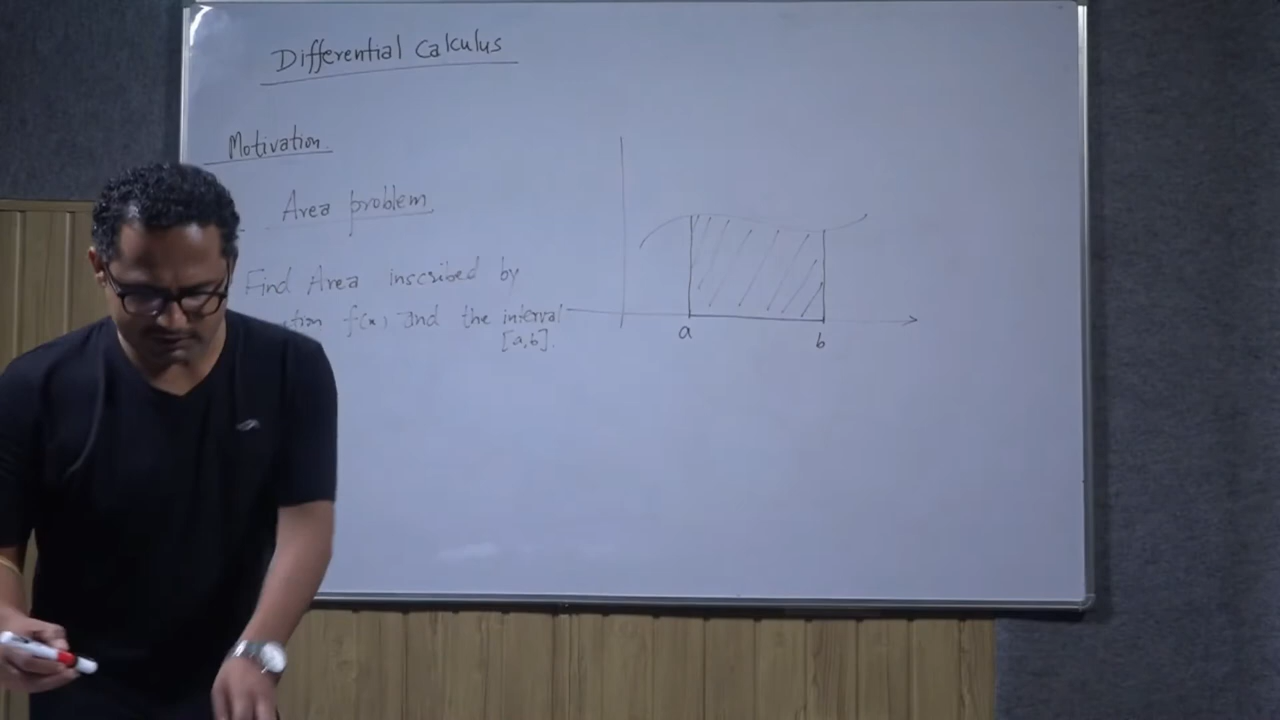 Differential Calculus
Motivation.
Area problem
Find Area inscribed by
f(x) and the interval
[a,b].
a
b